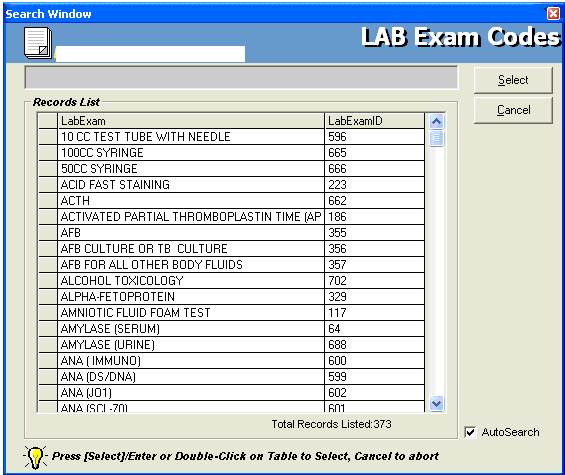 Search Window
LAB Exam Codes
Select
Cancel
Records List
LabExam LabExamID
10 CC TEST TUBE WITH NEEDLE 596
100CC SYRINGE 665
50CC SYRINGE 666
ACID FAST STAINING 223
ACTH 662
ACTIVATED PARTIAL THROMBOPLASTIN TIME (AP 186
AFB 355
AFB CULTURE OR TB  CULTURE 356
AFB FOR ALL OTHER BODY FLUIDS 357
ALCOHOL TOXICOLOGY 702
ALPHA-FETOPROTEIN 329
AMNIOTIC FLUID FOAM TEST 117
AMYLASE (SERUM) 64
AMYLASE (URINE) 688
ANA ( IMMUNO) 600
ANA (DS/DNA) 599
ANA (JO1) 602
ANA (SCL-70) 601
Total Records Listed:373
AutoSearch
Press [Select]/Enter or Double-Click on Table to Select, Cancel to abort